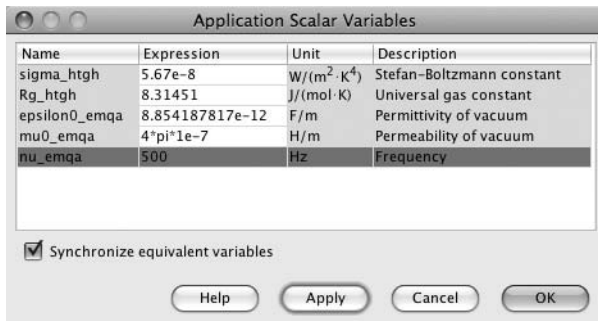 Application Scalar Variables
Name Expression Unit Description
sigma_htgh 5.67e-8 W/(m²·K⁴) Stefan-Boltzmann constant
Rg_htgh 8.31451 J/(mol·K) Universal gas constant
epsilon0_emqa 8.854187817e-12 F/m Permittivity of vacuum
mu0_emqa 4*pi*1e-7 H/m Permeability of vacuum
nu_emqa 500 Hz Frequency
Synchronize equivalent variables
Help Apply Cancel OK